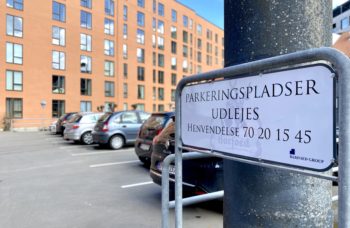 PARKERINGSPLADSER
UDLEJES
HENVENDELSE 70 20 15 45